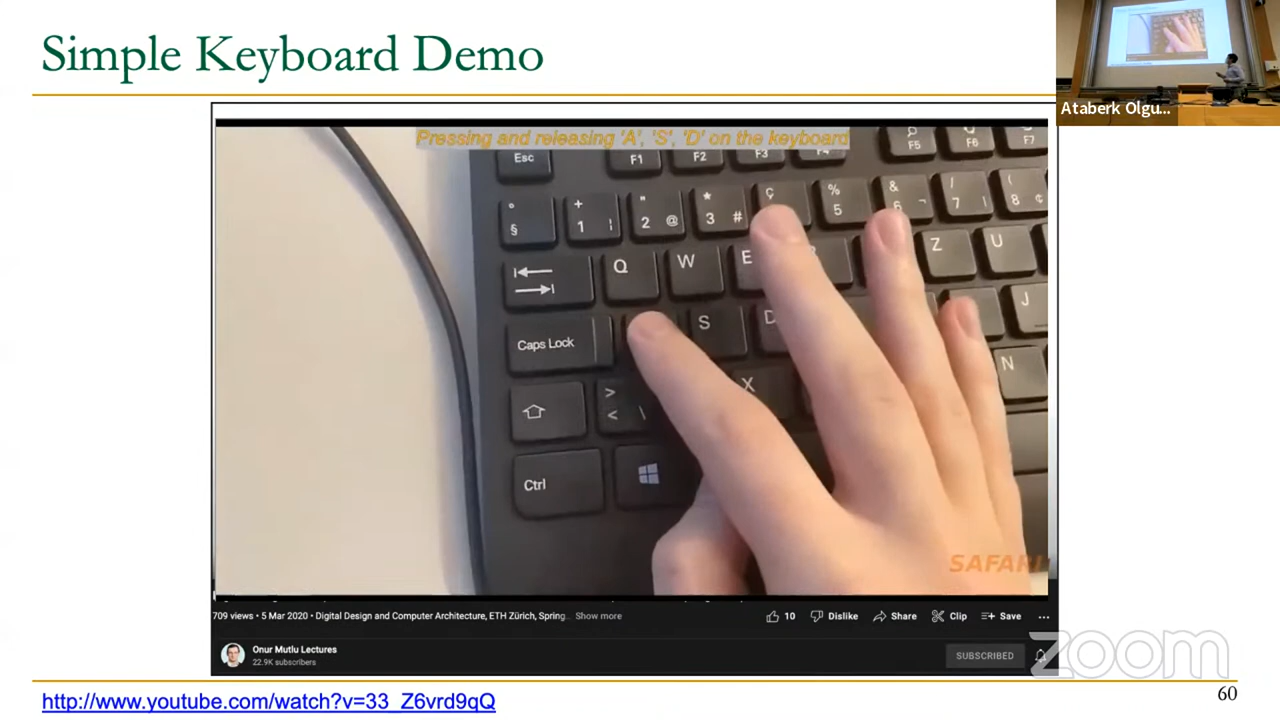 Simple Keyboard Demo
Ataberk Olgu...
Pressing and releasing 'A', 'S', 'D' on the keyboard
Esc F1 F2 F3 F4 F5 F6 F7
° § + 1 ¦ " 2 @ * 3 # ç % 5 & 6 ¬ / 7 | ( 8 ¢
Q W E Z U
Caps Lock S D J
> < \ X N
Ctrl
SAFARI
709 views • 5 Mar 2020 • Digital Design and Computer Architecture, ETH Zürich, Spring... Show more
10 Dislike Share Clip Save ...
Onur Mutlu Lectures
22.9K subscribers
SUBSCRIBED
zoom
http://www.youtube.com/watch?v=33_Z6vrd9qQ
60